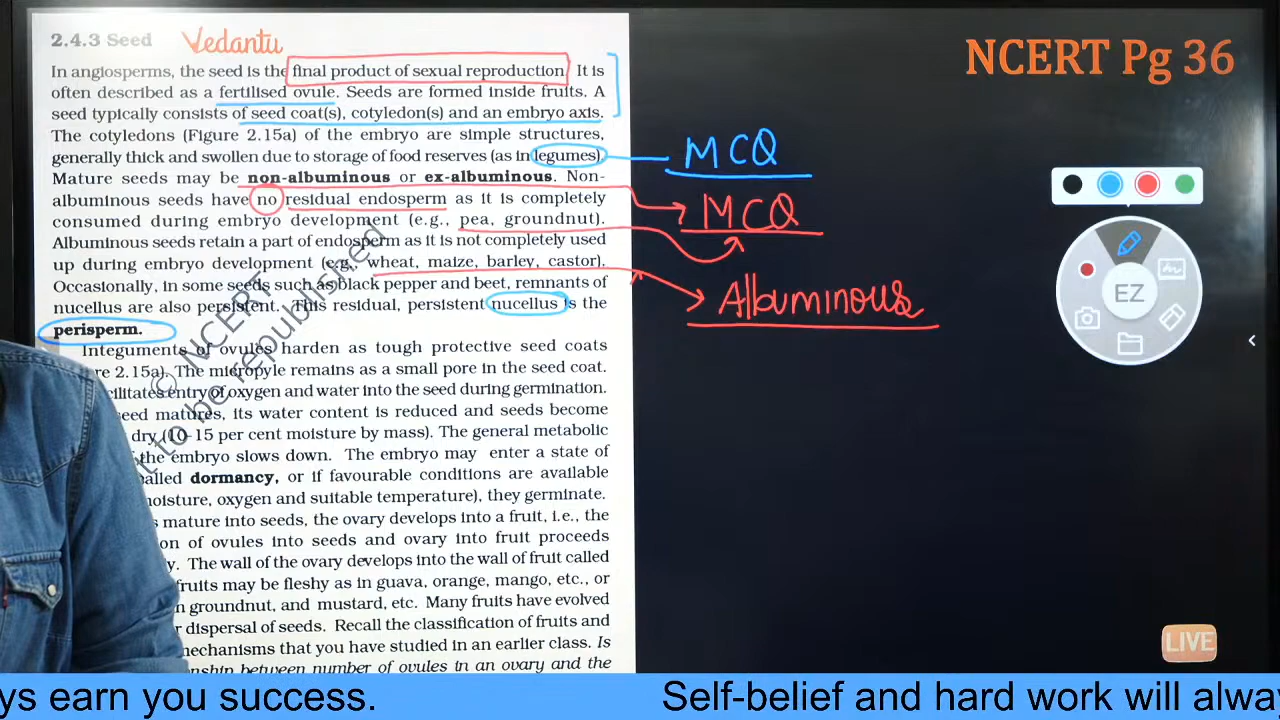 2.4.3 Seed
Vedantu
NCERT Pg 36
In angiosperms, the seed is the final product of sexual reproduction. It is
often described as a fertilised ovule. Seeds are formed inside fruits. A
seed typically consists of seed coat(s), cotyledon(s) and an embryo axis.
The cotyledons (Figure 2.15a) of the embryo are simple structures,
generally thick and swollen due to storage of food reserves (as in legumes).
MCQ
Mature seeds may be non-albuminous or ex-albuminous. Non-
albuminous seeds have no residual endosperm as it is completely
MCQ
consumed during embryo development (e.g., pea, groundnut).
Albuminous seeds retain a part of endosperm as it is not completely used
up during embryo development (e.g., wheat, maize, barley, castor).
Occasionally, in some seeds such as black pepper and beet, remnants of
nucellus are also persistent. This residual, persistent nucellus is the
Albuminous
EZ
perisperm.
Integuments of ovules harden as tough protective seed coats
2.15a). The micropyle remains as a small pore in the seed coat.
entry of oxygen and water into the seed during germination.
matures, its water content is reduced and seeds become
dry (10-15 per cent moisture by mass). The general metabolic
the embryo slows down. The embryo may enter a state of
dormancy, or if favourable conditions are available
oxygen and suitable temperature), they germinate.
mature into seeds, the ovary develops into a fruit, i.e., the
of ovules into seeds and ovary into fruit proceeds
The wall of the ovary develops into the wall of fruit called
fruits may be fleshy as in guava, orange, mango, etc., or
groundnut, and mustard, etc. Many fruits have evolved
dispersal of seeds. Recall the classification of fruits and
that you have studied in an earlier class. Is
between number of ovules in an ovary and the
© NCERT
to be republished
LIVE
earn you success. Self-belief and hard work will